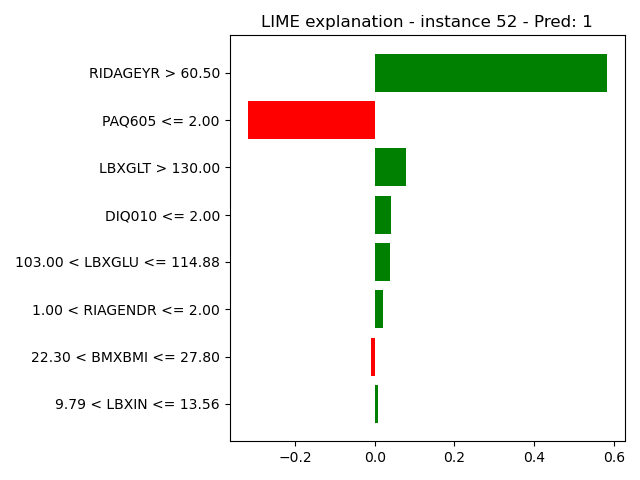 LIME explanation - instance 52 - Pred: 1
RIDAGEYR > 60.50
PAQ605 <= 2.00
LBXGLT > 130.00
DIQ010 <= 2.00
103.00 < LBXGLU <= 114.88
1.00 < RIAGENDR <= 2.00
22.30 < BMXBMI <= 27.80
9.79 < LBXIN <= 13.56
−0.2 0.0 0.2 0.4 0.6